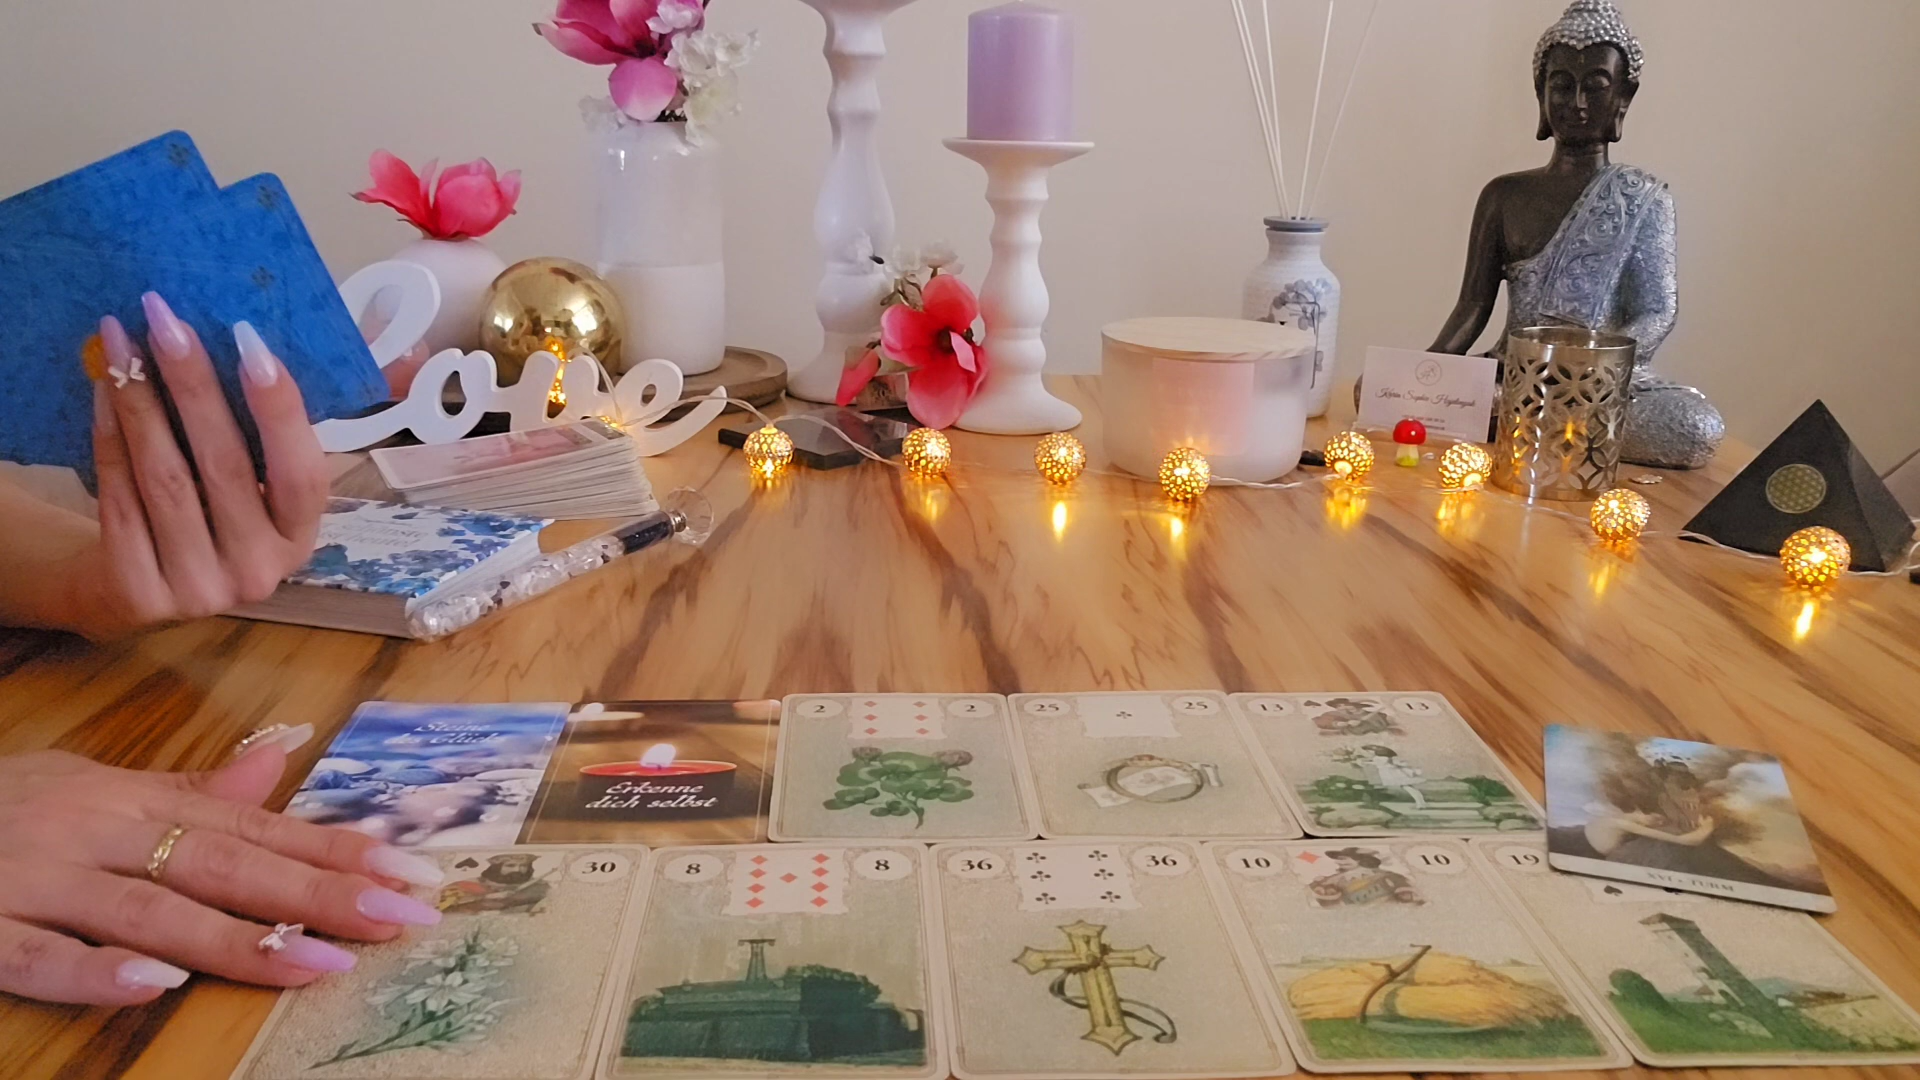 love
Steine
des Glücks
Erkenne
dich selbst
2 2
25 25
13 13
30
8 8
36 36
10 10
19
XVI • TURM